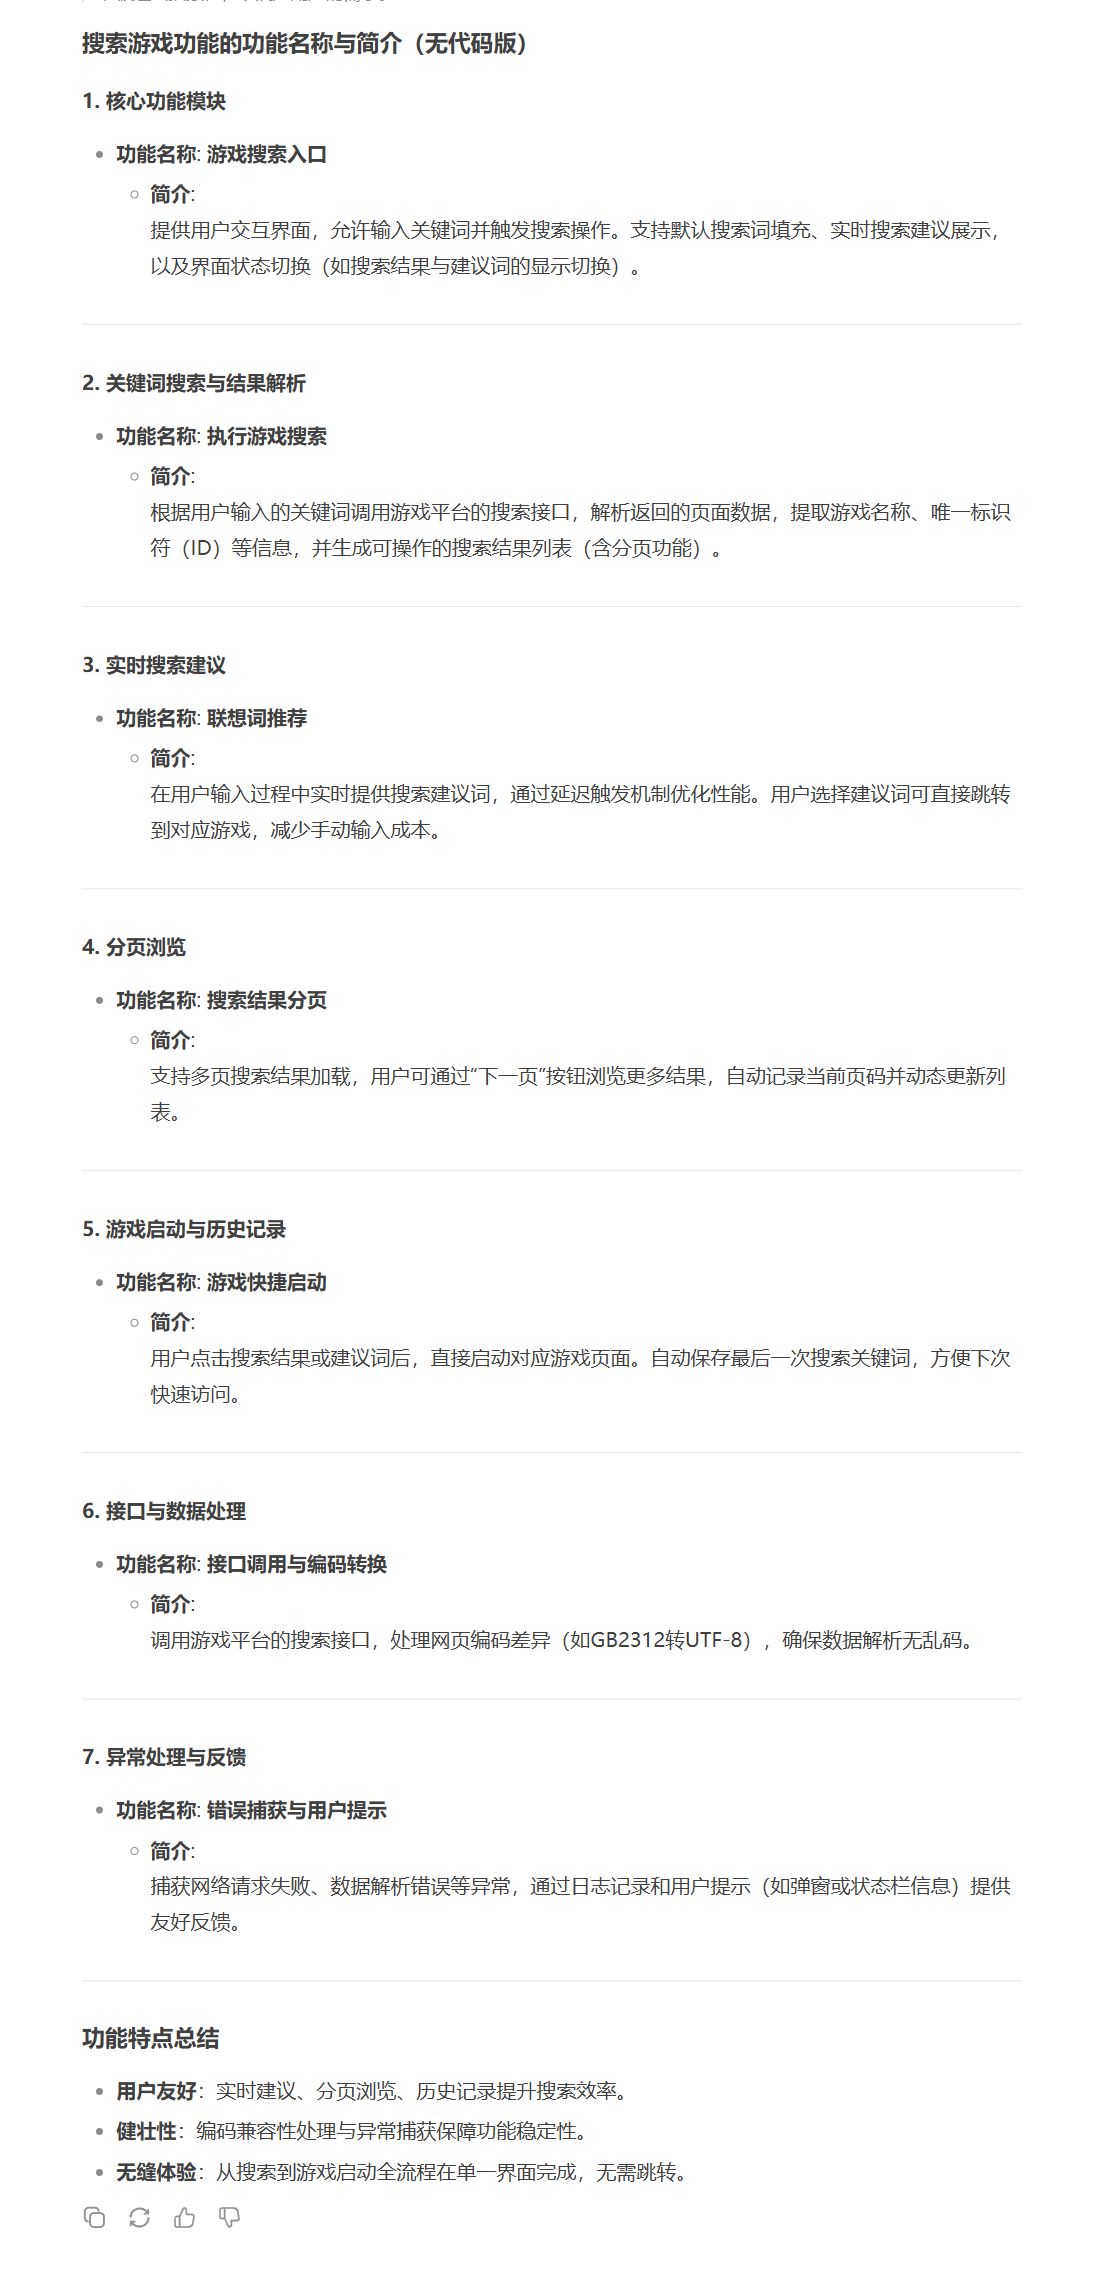 搜索游戏功能的功能名称与简介（无代码版）
1. 核心功能模块
功能名称: 游戏搜索入口
简介:
提供用户交互界面，允许输入关键词并触发搜索操作。支持默认搜索词填充、实时搜索建议展示，
以及界面状态切换（如搜索结果与建议词的显示切换）。
2. 关键词搜索与结果解析
功能名称: 执行游戏搜索
简介:
根据用户输入的关键词调用游戏平台的搜索接口，解析返回的页面数据，提取游戏名称、唯一标识
符（ID）等信息，并生成可操作的搜索结果列表（含分页功能）。
3. 实时搜索建议
功能名称: 联想词推荐
简介:
在用户输入过程中实时提供搜索建议词，通过延迟触发机制优化性能。用户选择建议词可直接跳转
到对应游戏，减少手动输入成本。
4. 分页浏览
功能名称: 搜索结果分页
简介:
支持多页搜索结果加载，用户可通过“下一页”按钮浏览更多结果，自动记录当前页码并动态更新列
表。
5. 游戏启动与历史记录
功能名称: 游戏快捷启动
简介:
用户点击搜索结果或建议词后，直接启动对应游戏页面。自动保存最后一次搜索关键词，方便下次
快速访问。
6. 接口与数据处理
功能名称: 接口调用与编码转换
简介:
调用游戏平台的搜索接口，处理网页编码差异（如GB2312转UTF-8），确保数据解析无乱码。
7. 异常处理与反馈
功能名称: 错误捕获与用户提示
简介:
捕获网络请求失败、数据解析错误等异常，通过日志记录和用户提示（如弹窗或状态栏信息）提供
友好反馈。
功能特点总结
用户友好：实时建议、分页浏览、历史记录提升搜索效率。
健壮性：编码兼容性处理与异常捕获保障功能稳定性。
无缝体验：从搜索到游戏启动全流程在单一界面完成，无需跳转。